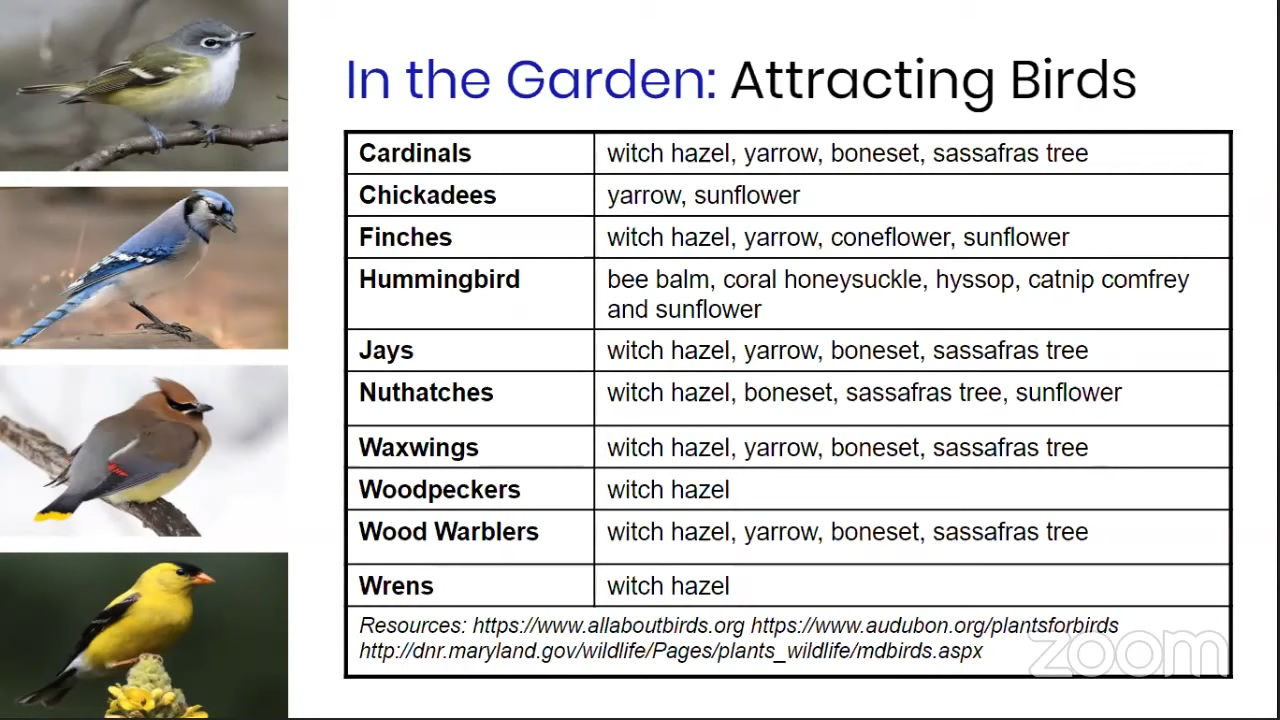 In the Garden: Attracting Birds
Cardinals witch hazel, yarrow, boneset, sassafras tree
Chickadees yarrow, sunflower
Finches witch hazel, yarrow, coneflower, sunflower
Hummingbird bee balm, coral honeysuckle, hyssop, catnip comfrey
and sunflower
Jays witch hazel, yarrow, boneset, sassafras tree
Nuthatches witch hazel, boneset, sassafras tree, sunflower
Waxwings witch hazel, yarrow, boneset, sassafras tree
Woodpeckers witch hazel
Wood Warblers witch hazel, yarrow, boneset, sassafras tree
Wrens witch hazel
Resources: https://www.allaboutbirds.org https://www.audubon.org/plantsforbirds
http://dnr.maryland.gov/wildlife/Pages/plants_wildlife/mdbirds.aspx
zoom